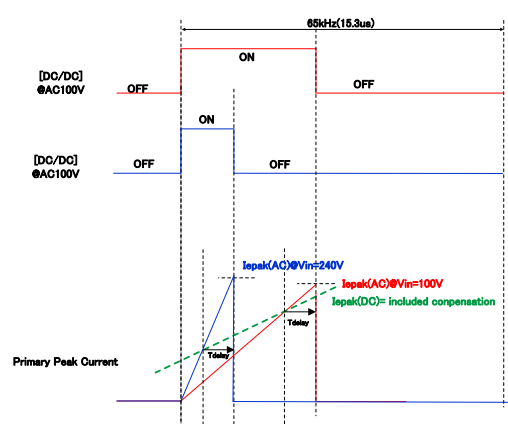 65kHz(15.3us)
[DC/DC]
@AC100V
OFF
ON
OFF
[DC/DC]
@AC100V
OFF
ON
OFF
Iepak(AC)@Vin=240V
Iepak(AC)@Vin=100V
Iepak(DC)= included conpensation
Tdelay
Tdelay
Primary Peak Current